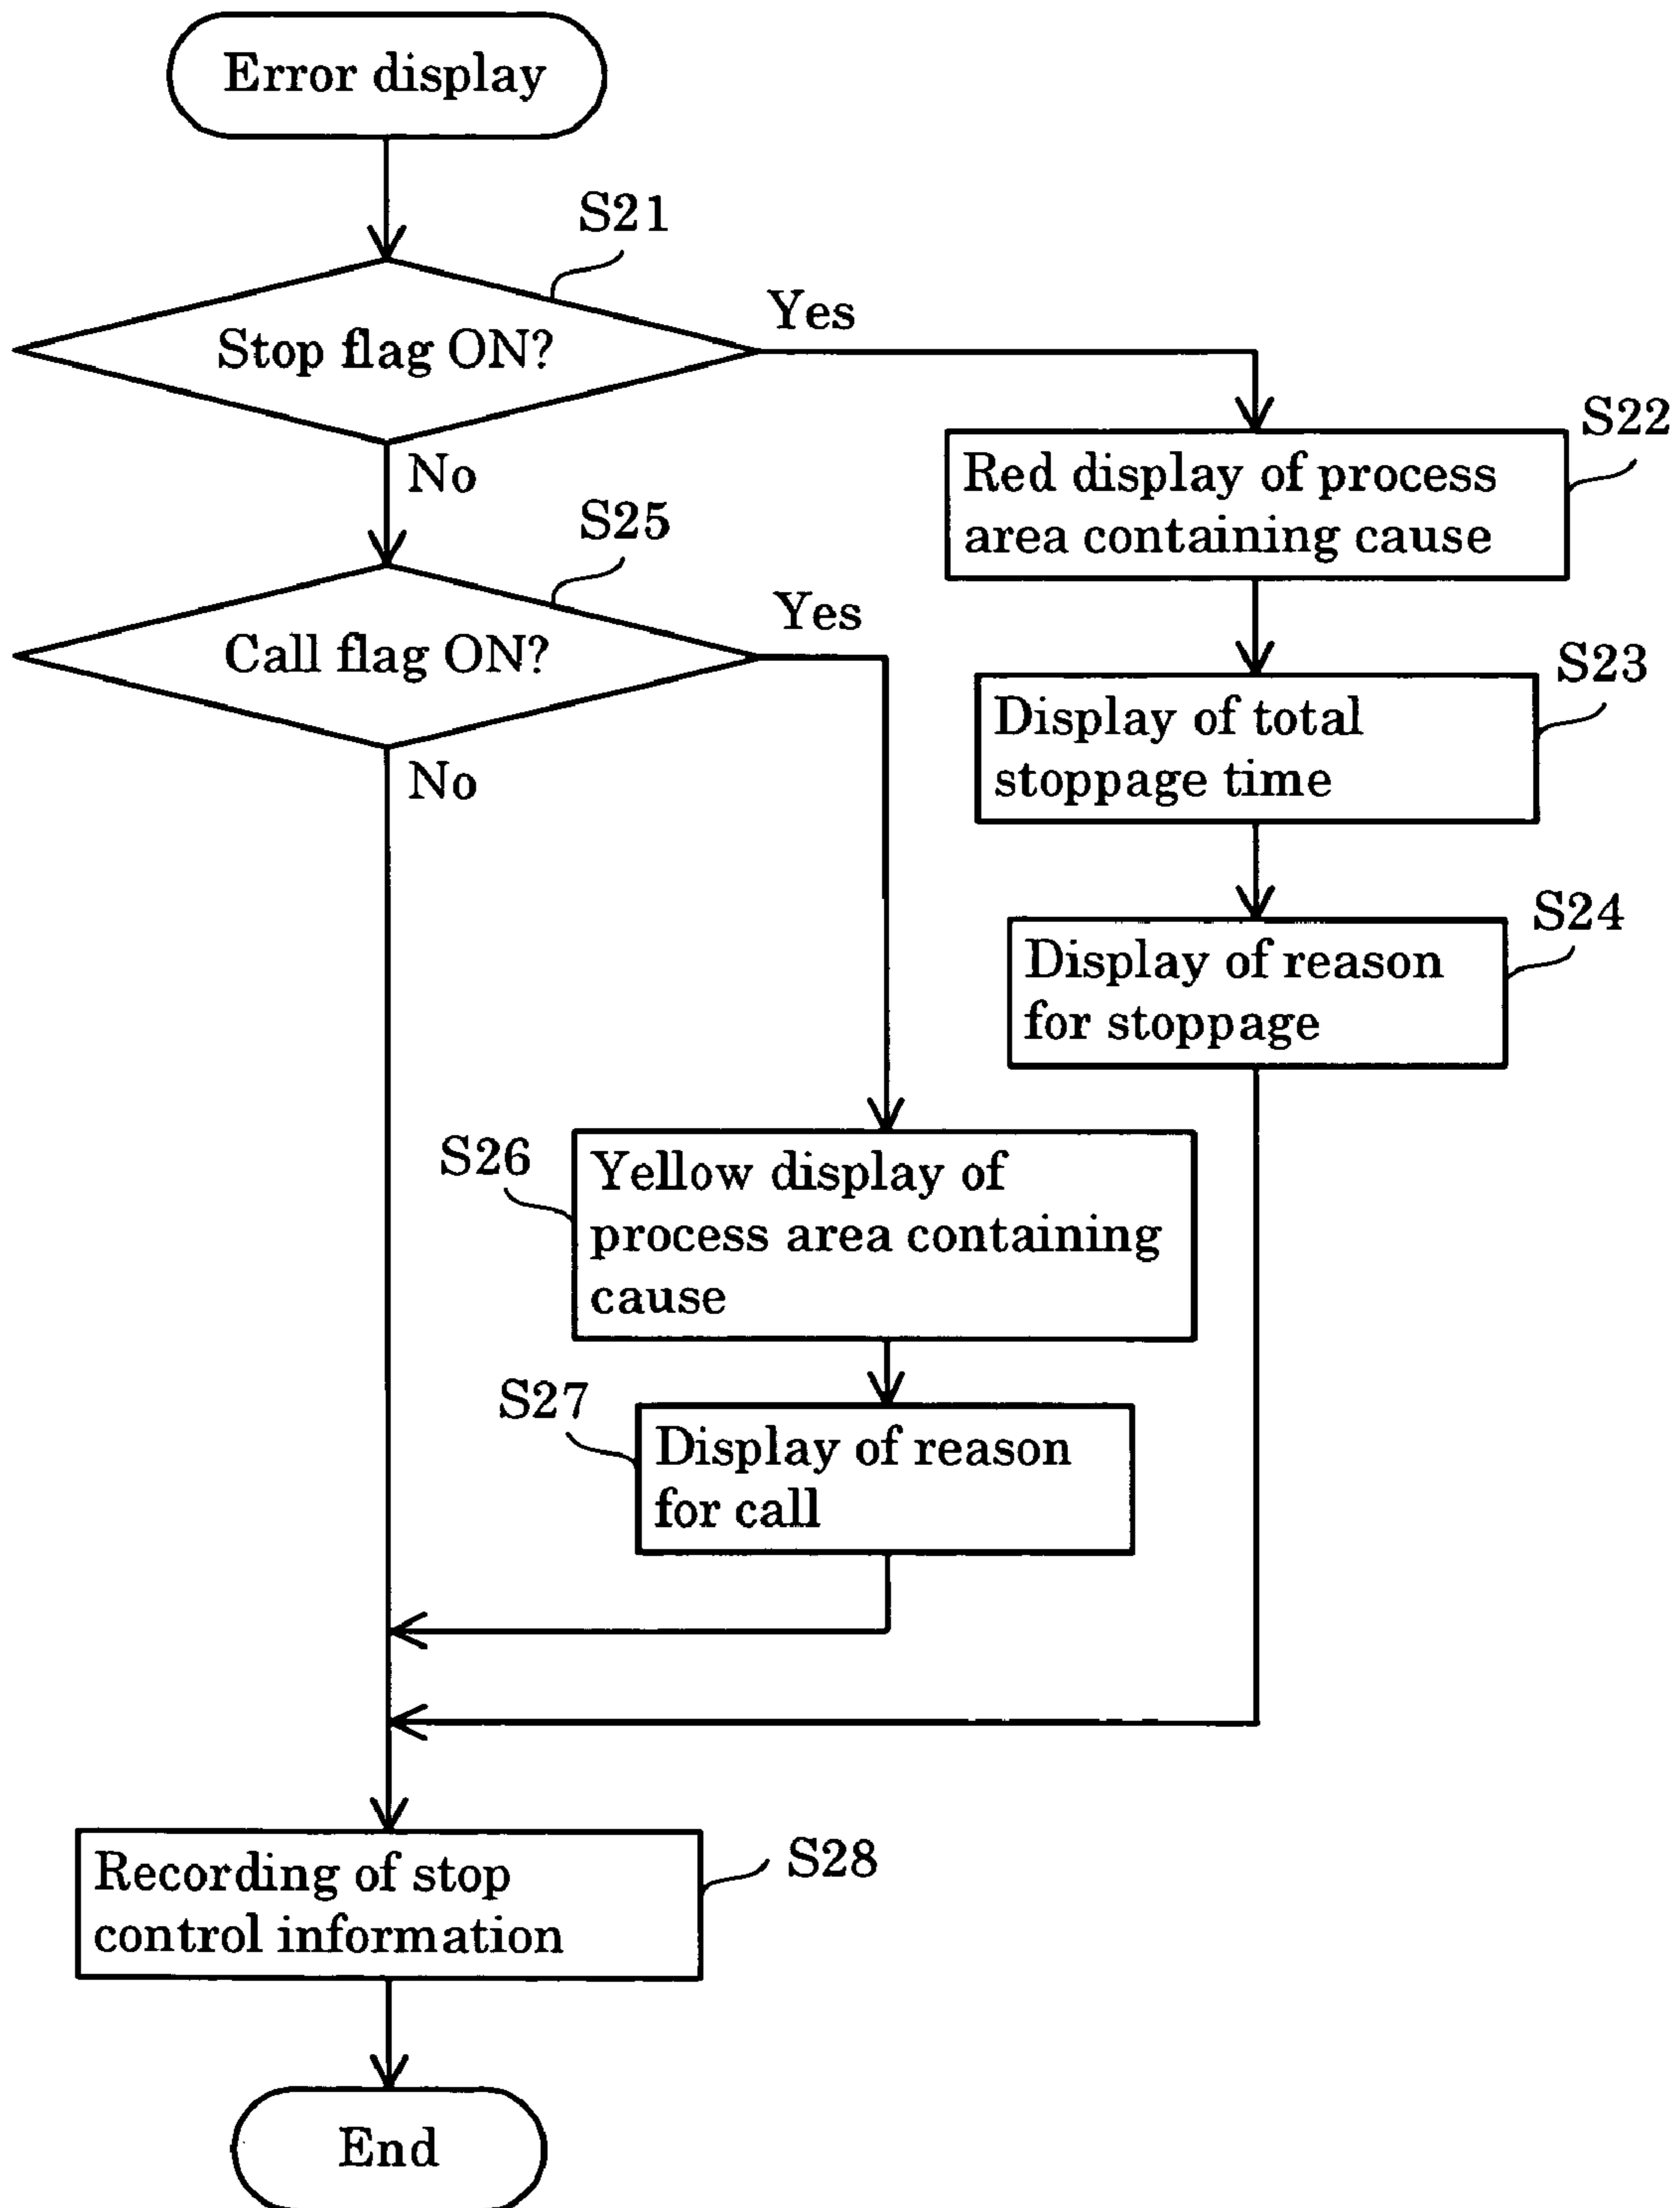 Error display
S21
Stop flag ON?
Yes
No
S22
Red display of process
area containing cause
S23
Display of total
stoppage time
S24
Display of reason
for stoppage
S25
Call flag ON?
Yes
No
S26
Yellow display of
process area containing
cause
S27
Display of reason
for call
S28
Recording of stop
control information
End